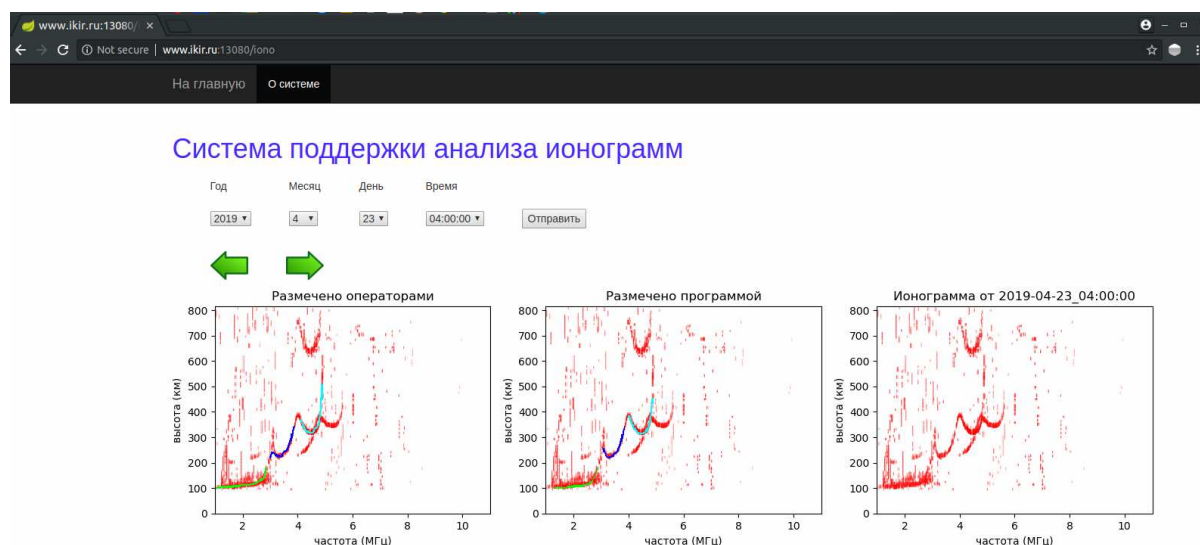 www.ikir.ru:13080/
Not secure | www.ikir.ru:13080/iono
На главную О системе
Система поддержки анализа ионограмм
Год Месяц День Время
2019 4 23 04:00:00 Отправить
Размечено операторами Размечено программой Ионограмма от 2019-04-23_04:00:00
800 800 800
700 700 700
600 600 600
500 500 500
400 400 400
300 300 300
200 200 200
100 100 100
0 0 0
высота (км) высота (км) высота (км)
2 4 6 8 10 2 4 6 8 10 2 4 6 8 10
частота (МГц) частота (МГц) частота (МГц)